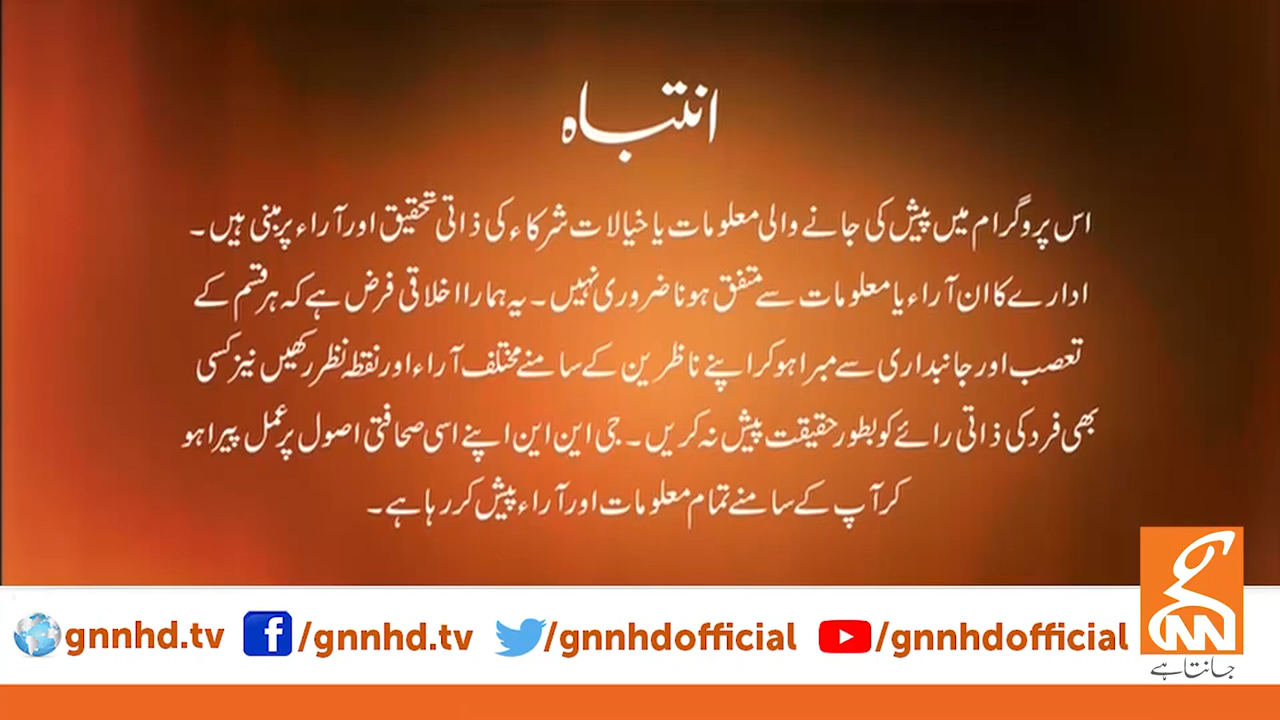 انتباہ
اس پروگرام میں پیش کی جانے والی معلومات یا خیالات شرکاء کی ذاتی تحقیق اور آراء پر مبنی ہیں۔
ادارے کا ان آراء یا معلومات سے متفق ہونا ضروری نہیں۔ یہ ہمارا اخلاقی فرض ہے کہ ہر قسم کے
تعصب اور جانبداری سے مبرا ہو کر اپنے ناظرین کے سامنے مختلف آراء اور نقطہ نظر رکھیں نیز کسی
بھی فرد کی ذاتی رائے کو بطور حقیقت پیش نہ کریں۔ جی این این اپنے اسی صحافتی اصول پر عمل پیرا ہو
کر آپ کے سامنے تمام معلومات اور آراء پیش کر رہا ہے۔
gnnhd.tv /gnnhd.tv /gnnhdofficial /gnnhdofficial
GNN
جانتا ہے